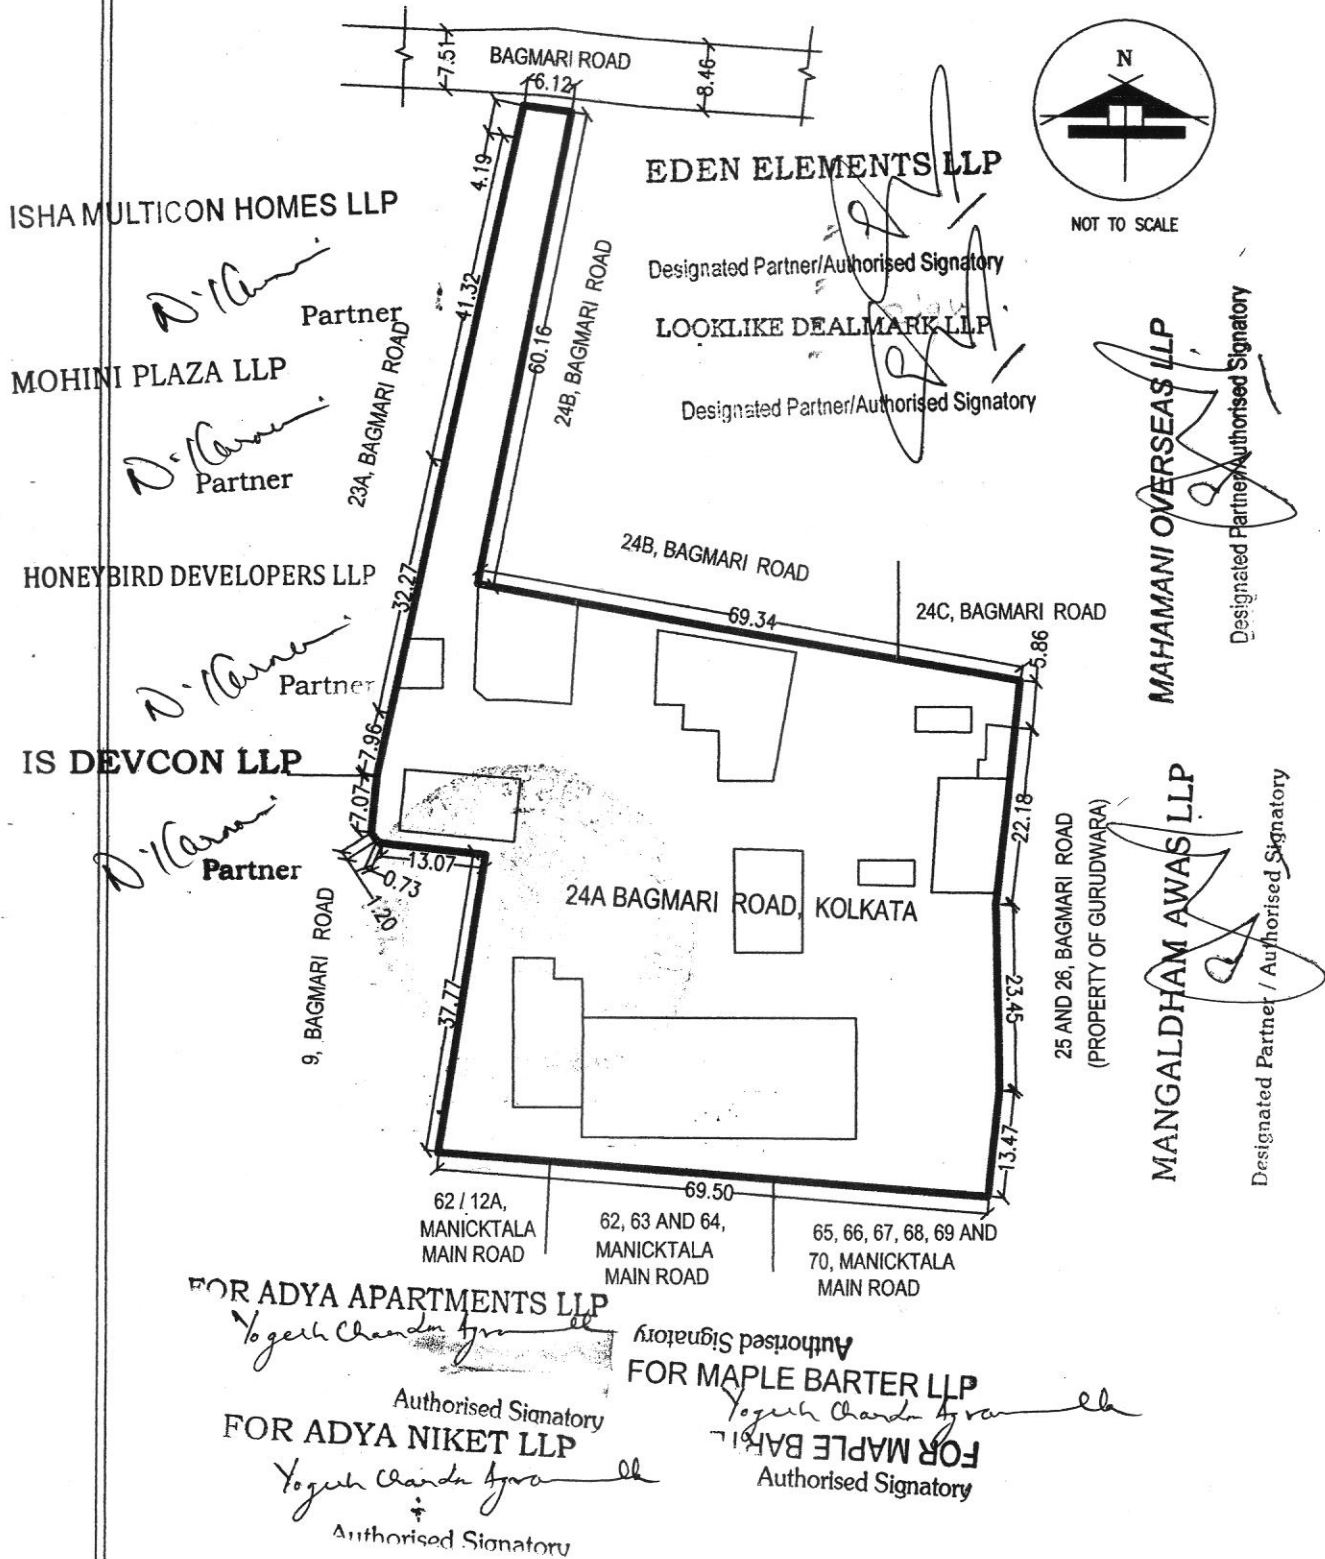 7.51
BAGMARI ROAD
6.12
8.46
N
NOT TO SCALE
4.19
41.32
60.16
24B, BAGMARI ROAD
23A, BAGMARI ROAD
ISHA MULTICON HOMES LLP
Partner
MOHINI PLAZA LLP
Partner
HONEYBIRD DEVELOPERS LLP
Partner
IS DEVCON LLP
Partner
EDEN ELEMENTS LLP
Designated Partner/Authorised Signatory
LOOKLIKE DEALMARK LLP
Designated Partner/Authorised Signatory
MAHAMANI OVERSEAS LLP
Designated Partner/Authorised Signatory
MANGALDHAM AWAS LLP
Designated Partner / Authorised Signatory
24B, BAGMARI ROAD
69.34
24C, BAGMARI ROAD
5.86
32.27
7.96
7.07
13.07
0.73
1.20
22.18
25 AND 26, BAGMARI ROAD
(PROPERTY OF GURUDWARA)
24A BAGMARI ROAD, KOLKATA
9, BAGMARI ROAD
37.77
23.45
13.47
69.50
62 / 12A,
MANICKTALA
MAIN ROAD
62, 63 AND 64,
MANICKTALA
MAIN ROAD
65, 66, 67, 68, 69 AND
70, MANICKTALA
MAIN ROAD
FOR ADYA APARTMENTS LLP
Yogesh Chandra Agrawalla
Authorised Signatory
FOR ADYA NIKET LLP
Yogesh Chandra Agrawalla
Authorised Signatory
Authorised Signatory
FOR MAPLE BARTER LLP
Yogesh Chandra Agrawalla
FOR MAPLE
Authorised Signatory